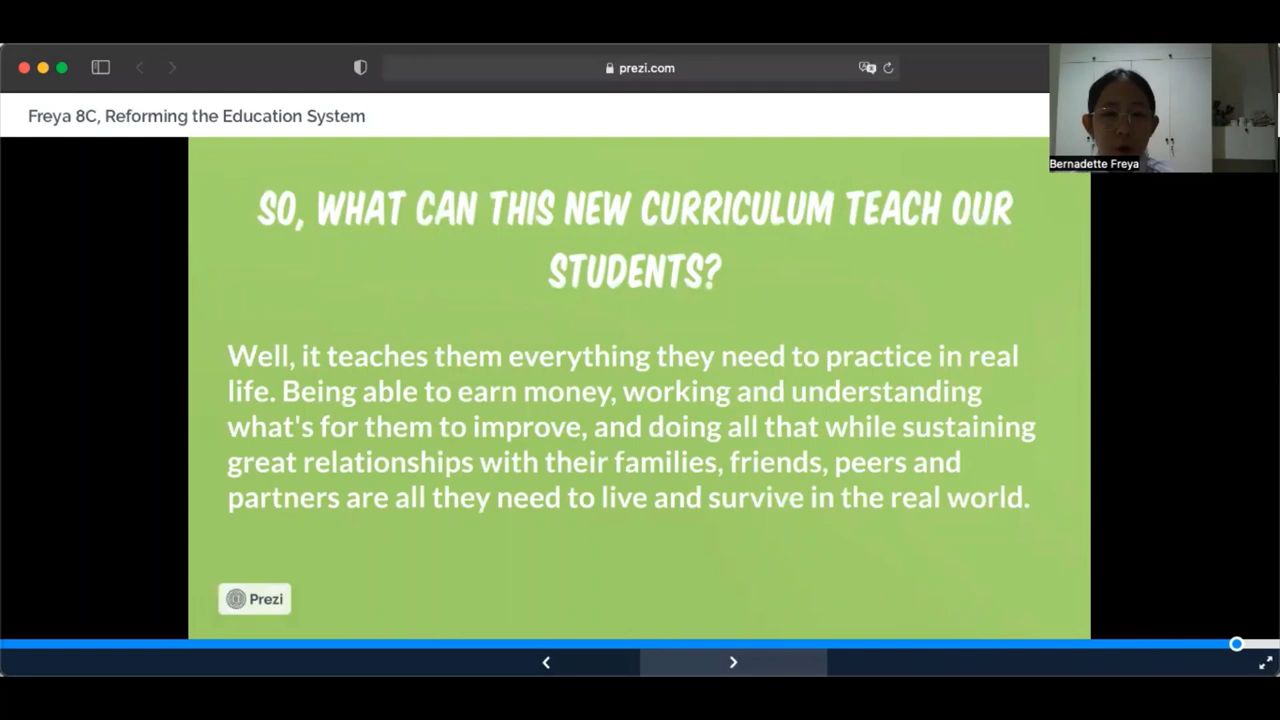 prezi.com
Freya 8C, Reforming the Education System
Bernadette Freya
SO, WHAT CAN THIS NEW CURRICULUM TEACH OUR
STUDENTS?
Well, it teaches them everything they need to practice in real
life. Being able to earn money, working and understanding
what's for them to improve, and doing all that while sustaining
great relationships with their families, friends, peers and
partners are all they need to live and survive in the real world.
Prezi